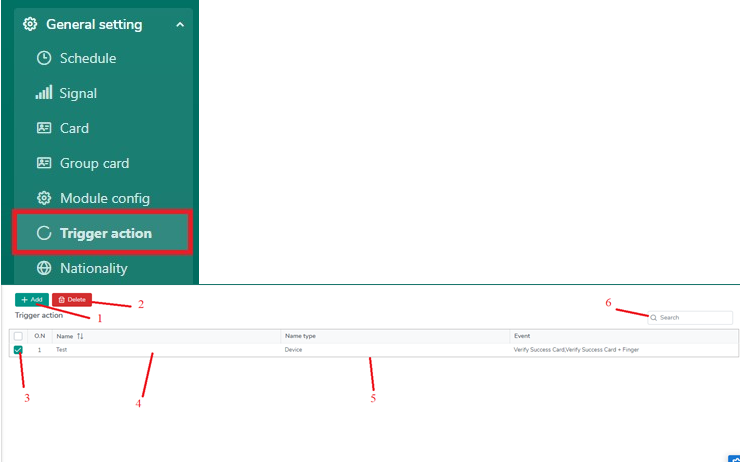 General setting
Schedule
Signal
Card
Group card
Module config
Trigger action
Nationality
Add Delete
1 2 6
Trigger action
Search
O.N Name Name type Event
1 Test Device Verify Success Card|Verify Success Card + Finger
3 4 5